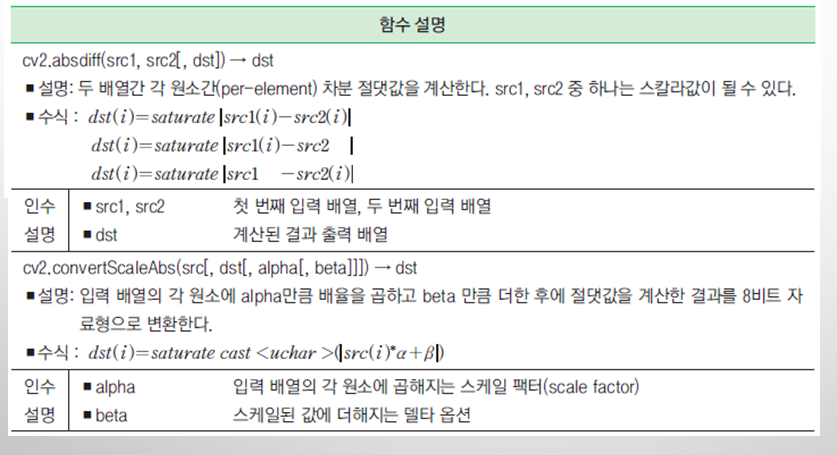 함수 설명
cv2.absdiff(src1, src2[, dst]) → dst
■ 설명: 두 배열간 각 원소간(per-element) 차분 절댓값을 계산한다. src1, src2 중 하나는 스칼라값이 될 수 있다.
■ 수식 : dst(i)=saturate |src1(i)−src2(i)|
dst(i)=saturate |src1(i)−src2 |
dst(i)=saturate |src1 −src2(i)|
인수 ■ src1, src2 첫 번째 입력 배열, 두 번째 입력 배열
설명 ■ dst 계산된 결과 출력 배열
cv2.convertScaleAbs(src[, dst[, alpha[, beta]]]) → dst
■ 설명: 입력 배열의 각 원소에 alpha만큼 배율을 곱하고 beta 만큼 더한 후에 절댓값을 계산한 결과를 8비트 자
료형으로 변환한다.
■ 수식 : dst(i)=saturate cast <uchar >(|src(i)*α+β|)
인수 ■ alpha 입력 배열의 각 원소에 곱해지는 스케일 팩터(scale factor)
설명 ■ beta 스케일된 값에 더해지는 델타 옵션